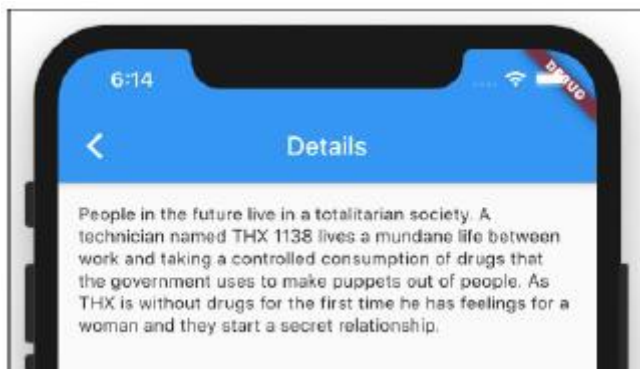 6:14
DEBUG
Details
People in the future live in a totalitarian society. A
technician named THX 1138 lives a mundane life between
work and taking a controlled consumption of drugs that
the government uses to make puppets out of people. As
THX is without drugs for the first time he has feelings for a
woman and they start a secret relationship.